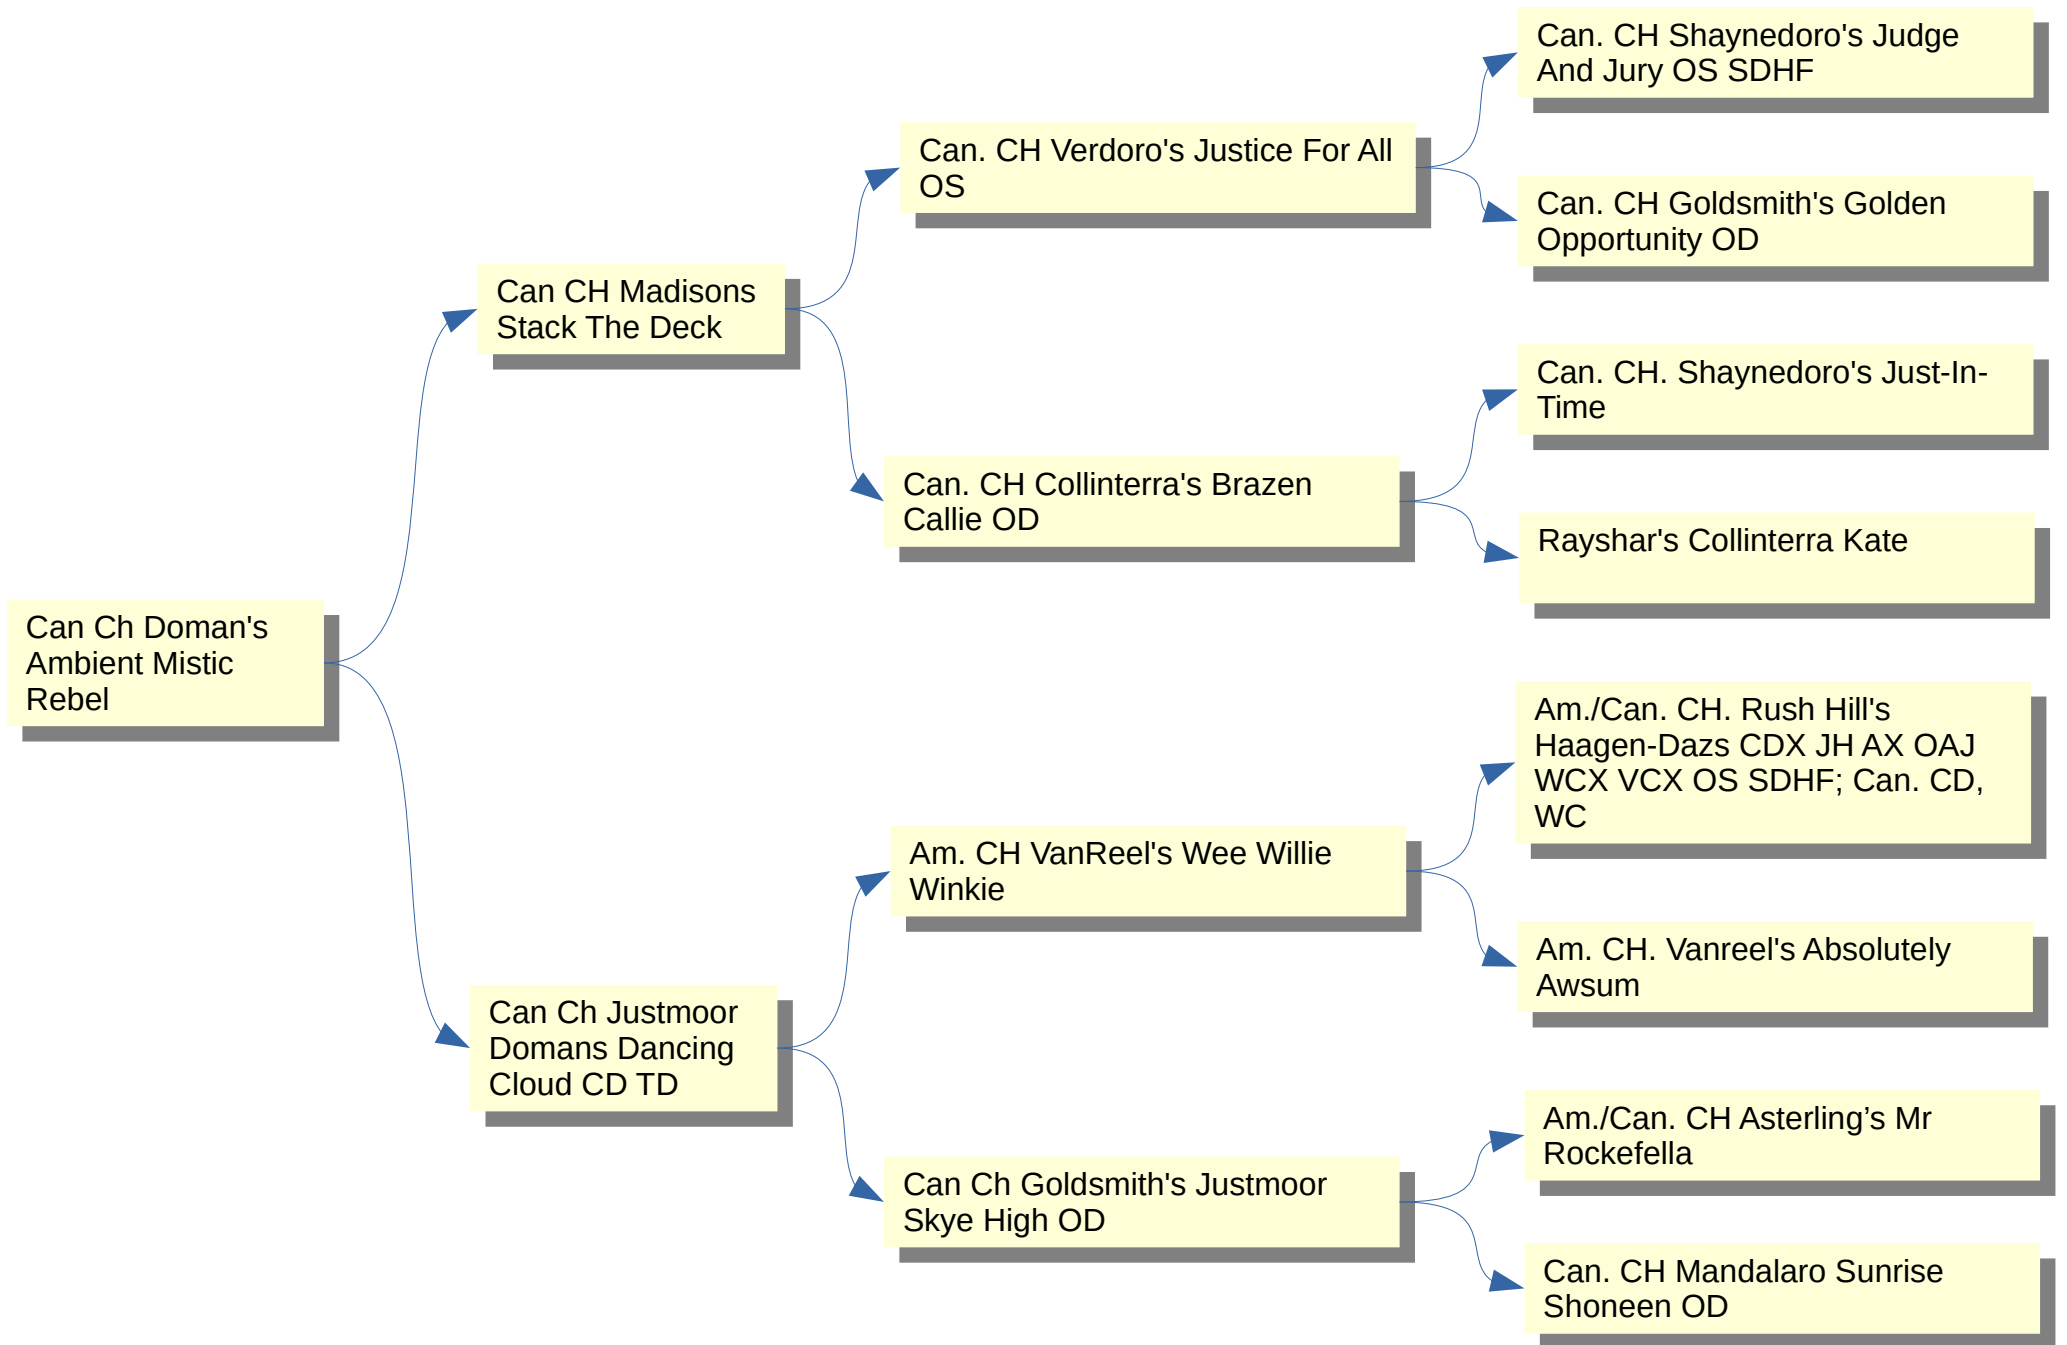 Can. CH Shaynedoro's Judge
And Jury OS SDHF
Can. CH Verdoro's Justice For All
OS
Can. CH Goldsmith's Golden
Opportunity OD
Can CH Madisons
Stack The Deck
Can. CH. Shaynedoro's Just-In-
Time
Can. CH Collinterra's Brazen
Callie OD
Rayshar's Collinterra Kate
Can Ch Doman's
Ambient Mistic
Rebel
Am./Can. CH. Rush Hill's
Haagen-Dazs CDX JH AX OAJ
WCX VCX OS SDHF; Can. CD,
WC
Am. CH VanReel's Wee Willie
Winkie
Am. CH. Vanreel's Absolutely
Awsum
Can Ch Justmoor
Domans Dancing
Cloud CD TD
Am./Can. CH Asterling’s Mr
Rockefella
Can Ch Goldsmith's Justmoor
Skye High OD
Can. CH Mandalaro Sunrise
Shoneen OD